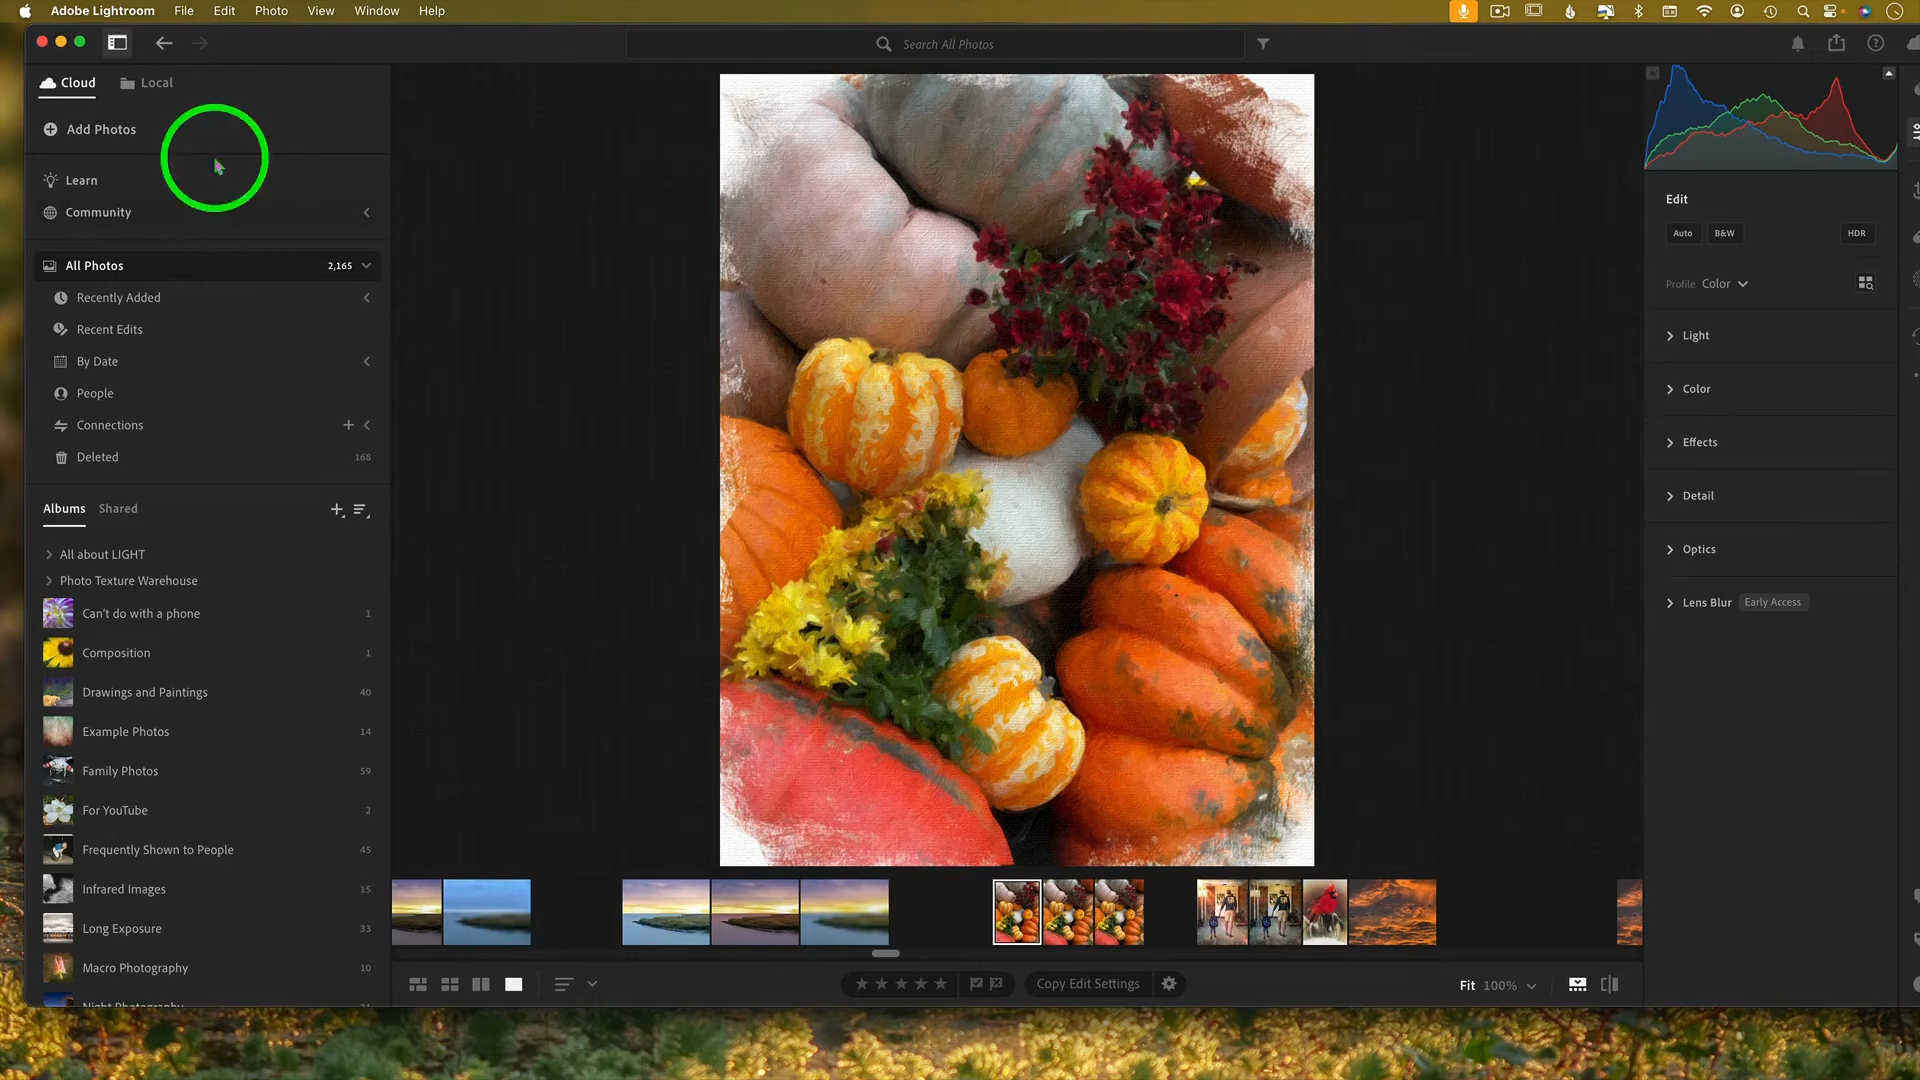 Adobe Lightroom File Edit Photo View Window Help
Search All Photos
Cloud Local
Add Photos
Learn
Community
All Photos 2,165
Recently Added
Recent Edits
By Date
People
Connections
Deleted 168
Albums Shared
All about LIGHT
Photo Texture Warehouse
Can't do with a phone 1
Composition 1
Drawings and Paintings 40
Example Photos 14
Family Photos 59
For YouTube 2
Frequently Shown to People 45
Infrared Images 15
Long Exposure 33
Macro Photography 10
Edit
Auto B&W HDR
Profile Color
Light
Color
Effects
Detail
Optics
Lens Blur Early Access
Copy Edit Settings
Fit 100%